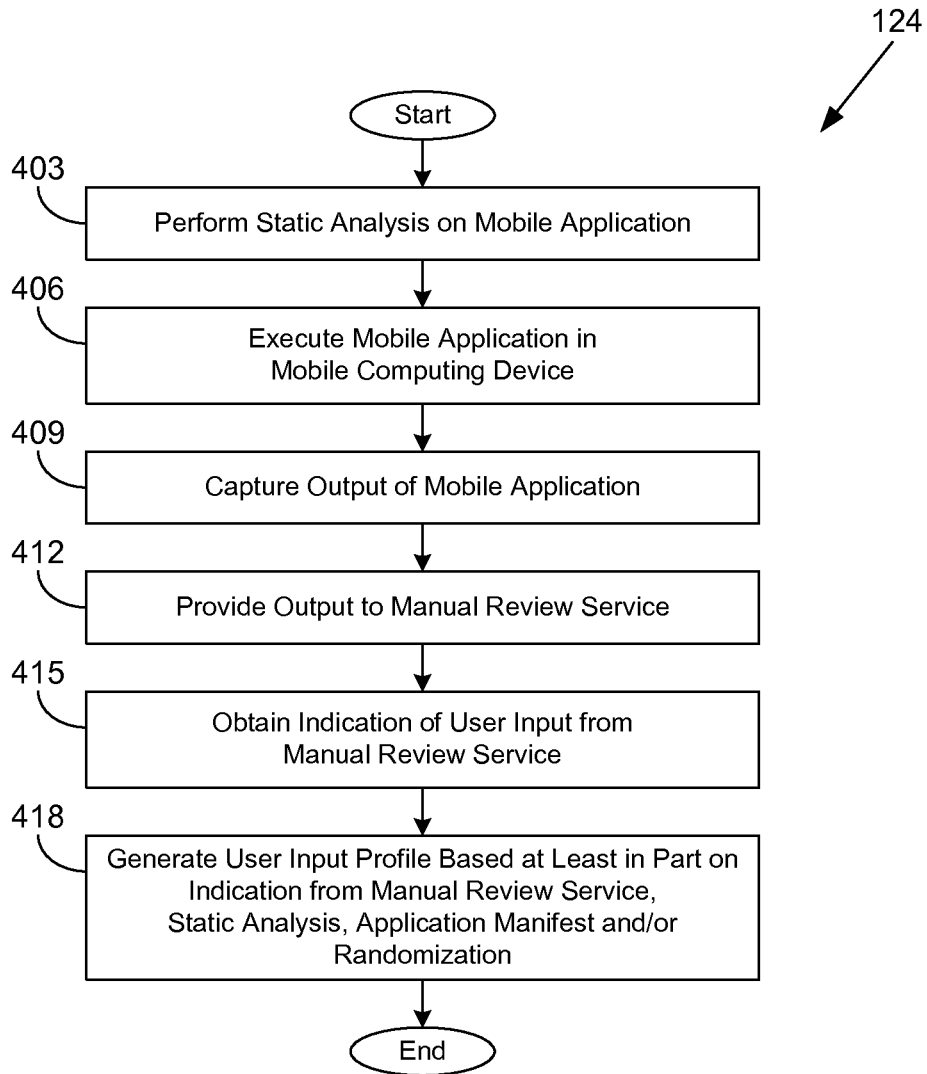 124
Start
403
Perform Static Analysis on Mobile Application
406
Execute Mobile Application in
Mobile Computing Device
409
Capture Output of Mobile Application
412
Provide Output to Manual Review Service
415
Obtain Indication of User Input from
Manual Review Service
418
Generate User Input Profile Based at Least in Part on
Indication from Manual Review Service,
Static Analysis, Application Manifest and/or
Randomization
End